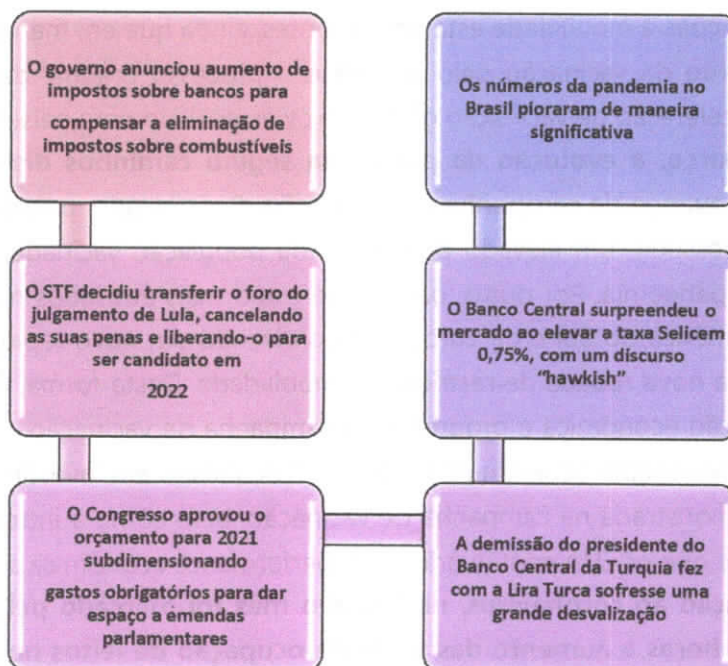 O governo anunciou aumento de
impostos sobre bancos para
compensar a eliminação de
impostos sobre combustíveis
O STF decidiu transferir o foro do
julgamento de Lula, cancelando
as suas penas e liberando-o para
ser candidato em
2022
O Congresso aprovou o
orçamento para 2021
subdimensionando
gastos obrigatórios para dar
espaço a emendas
parlamentares
A demissão do presidente do
Banco Central da Turquia fez
com a Lira Turca sofresse uma
grande desvalização
O Banco Central surpreendeu o
mercado ao elevar a taxa Selicem
0,75%, com um discurso
"hawkish"
Os números da pandemia no
Brasil pioraram de maneira
significativa